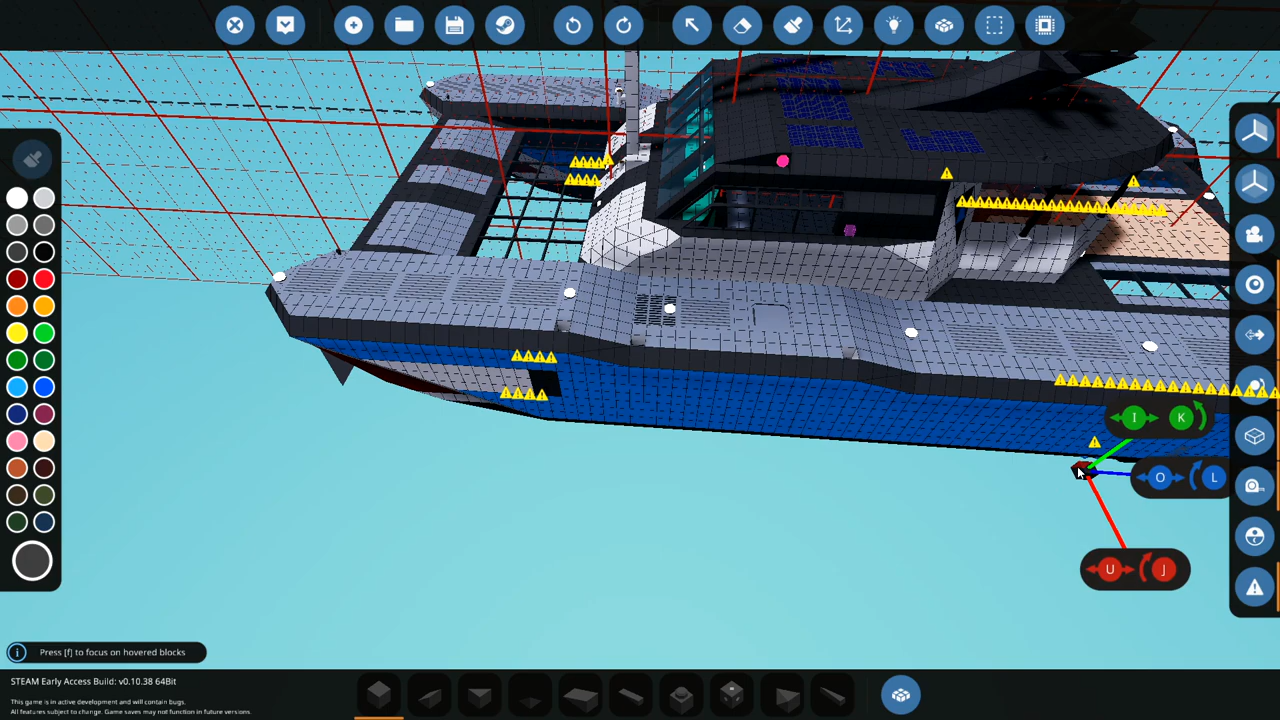 I
K
O
L
U
J
Press [f] to focus on hovered blocks
STEAM Early Access Build: v0.10.38 64Bit
This game is in active development and will contain bugs.
All features subject to change. Game saves may not function in future versions.